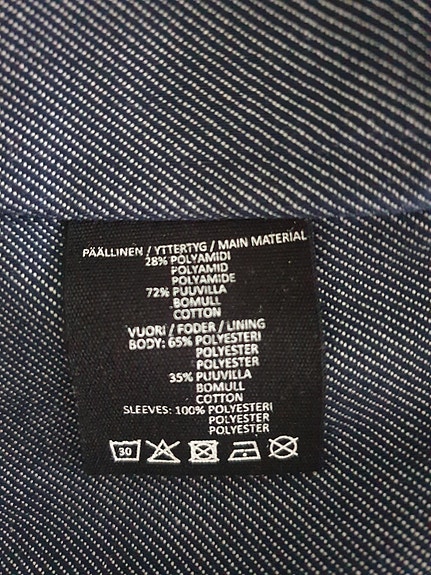 PÄÄLLINEN / YTTERTYG / MAIN MATERIAL
28% POLYAMIDI
POLYAMID
POLYAMIDE
72% PUUVILLA
BOMULL
COTTON
VUORI / FODER / LINING
BODY: 65% POLYESTERI
POLYESTER
POLYESTER
35% PUUVILLA
BOMULL
COTTON
SLEEVES: 100% POLYESTERI
POLYESTER
POLYESTER
30